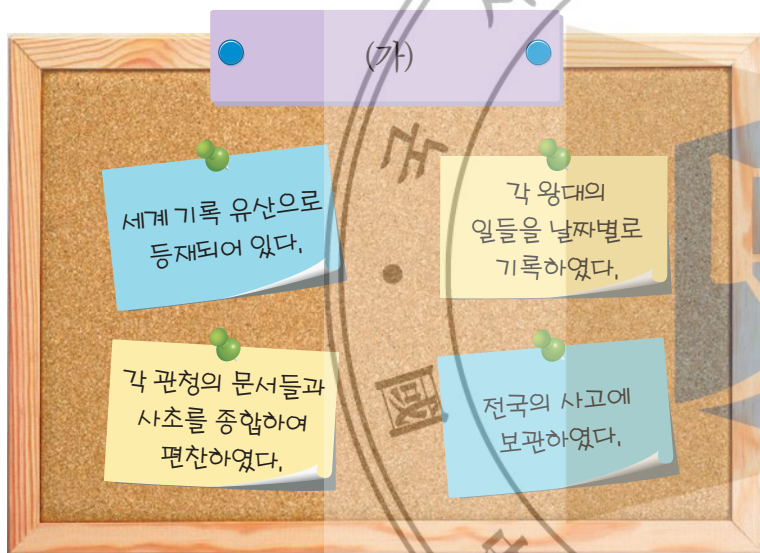 (가)
세계 기록 유산으로
등재되어 있다.
각 왕대의
일들을 날짜별로
기록하였다.
각 관청의 문서들과
사초를 종합하여
편찬하였다.
전국의 사고에
보관하였다.
국
國